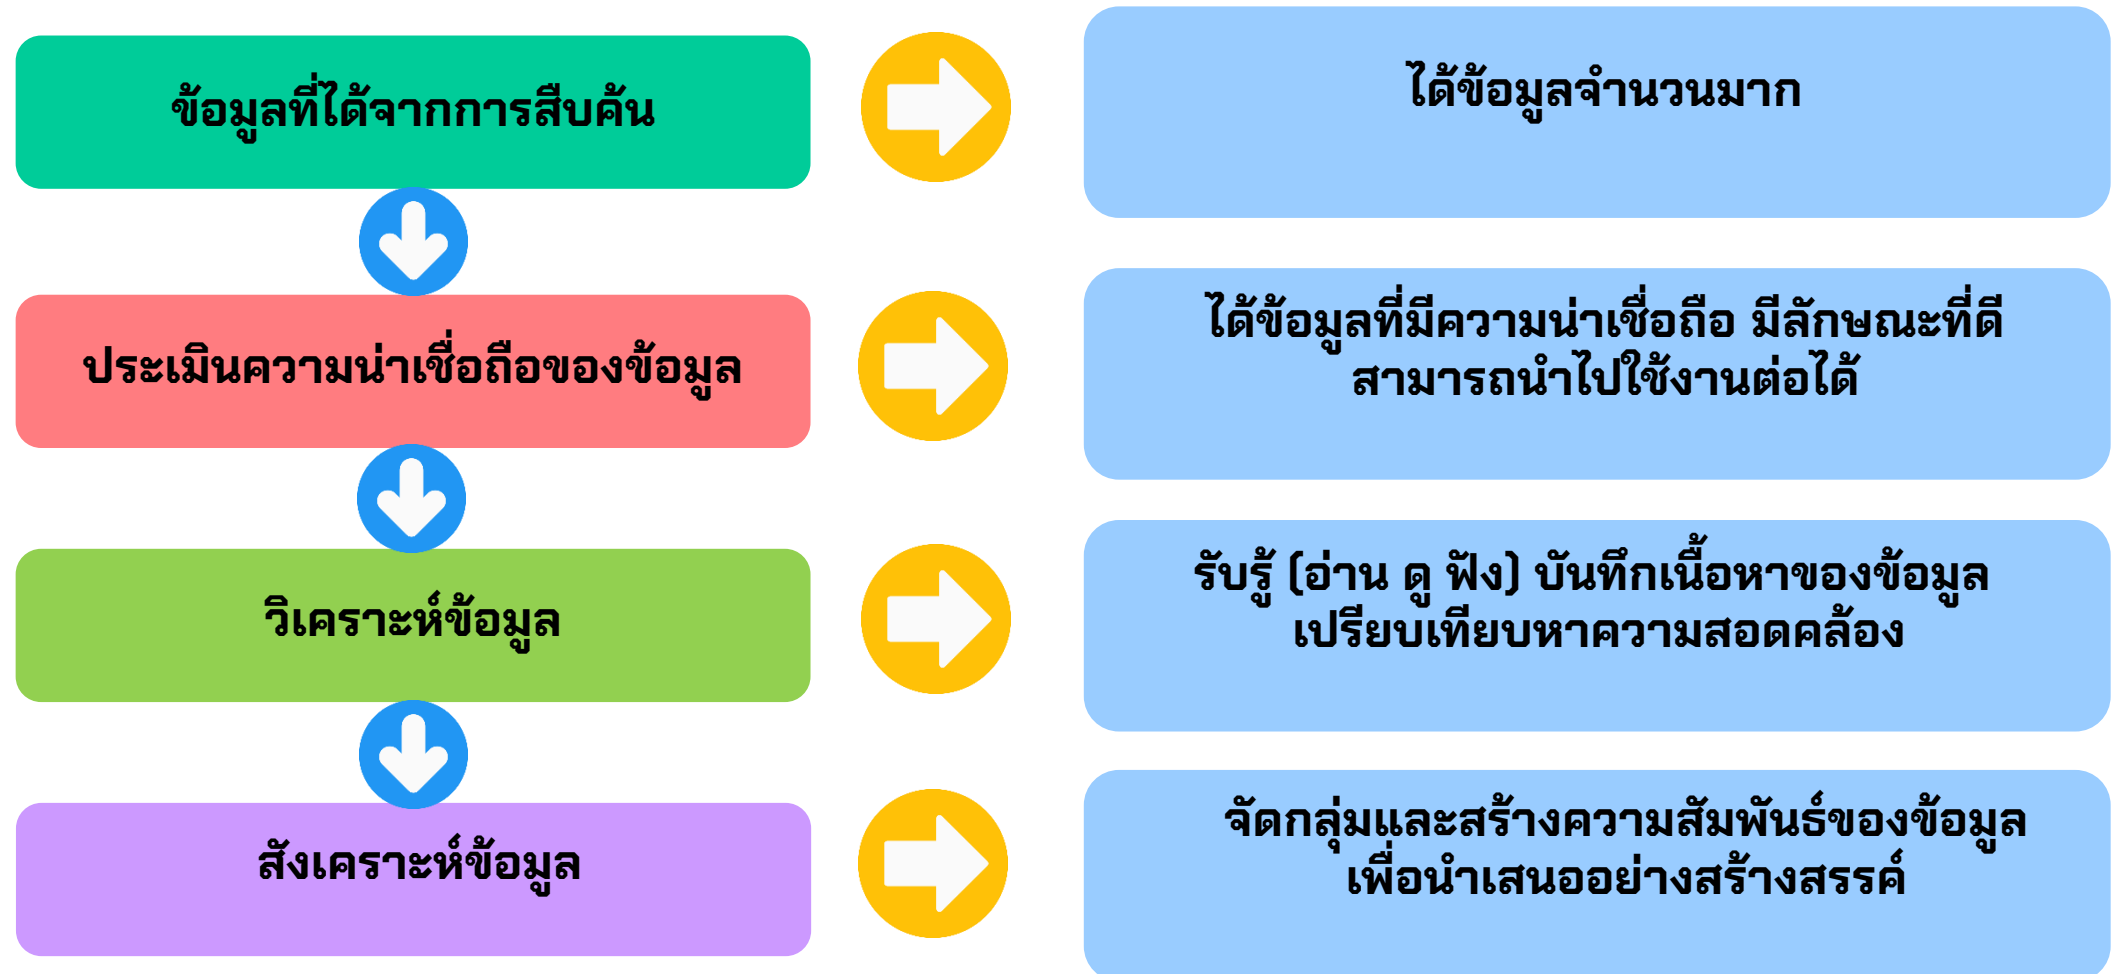 ข้อมูลที่ได้จากการสืบค้น
ได้ข้อมูลจำนวนมาก
ประเมินความน่าเชื่อถือของข้อมูล
ได้ข้อมูลที่มีความน่าเชื่อถือ มีลักษณะที่ดี
สามารถนำไปใช้งานต่อได้
วิเคราะห์ข้อมูล
รับรู้ (อ่าน ดู ฟัง) บันทึกเนื้อหาของข้อมูล
เปรียบเทียบหาความสอดคล้อง
สังเคราะห์ข้อมูล
จัดกลุ่มและสร้างความสัมพันธ์ของข้อมูล
เพื่อนำเสนออย่างสร้างสรรค์